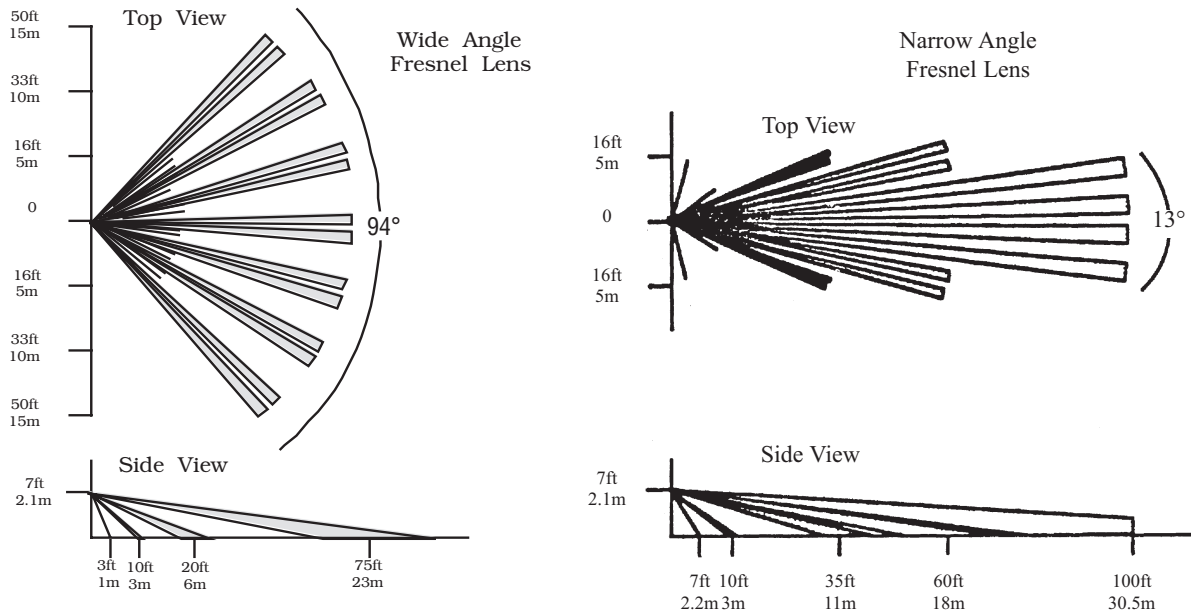 Top View
Wide Angle
Fresnel Lens
50ft
15m
33ft
10m
16ft
5m
0
16ft
5m
33ft
10m
50ft
15m
94°
Side View
7ft
2.1m
3ft
1m
10ft
3m
20ft
6m
75ft
23m
Narrow Angle
Fresnel Lens
Top View
16ft
5m
0
16ft
5m
13°
Side View
7ft
2.1m
7ft
2.2m
10ft
3m
35ft
11m
60ft
18m
100ft
30.5m